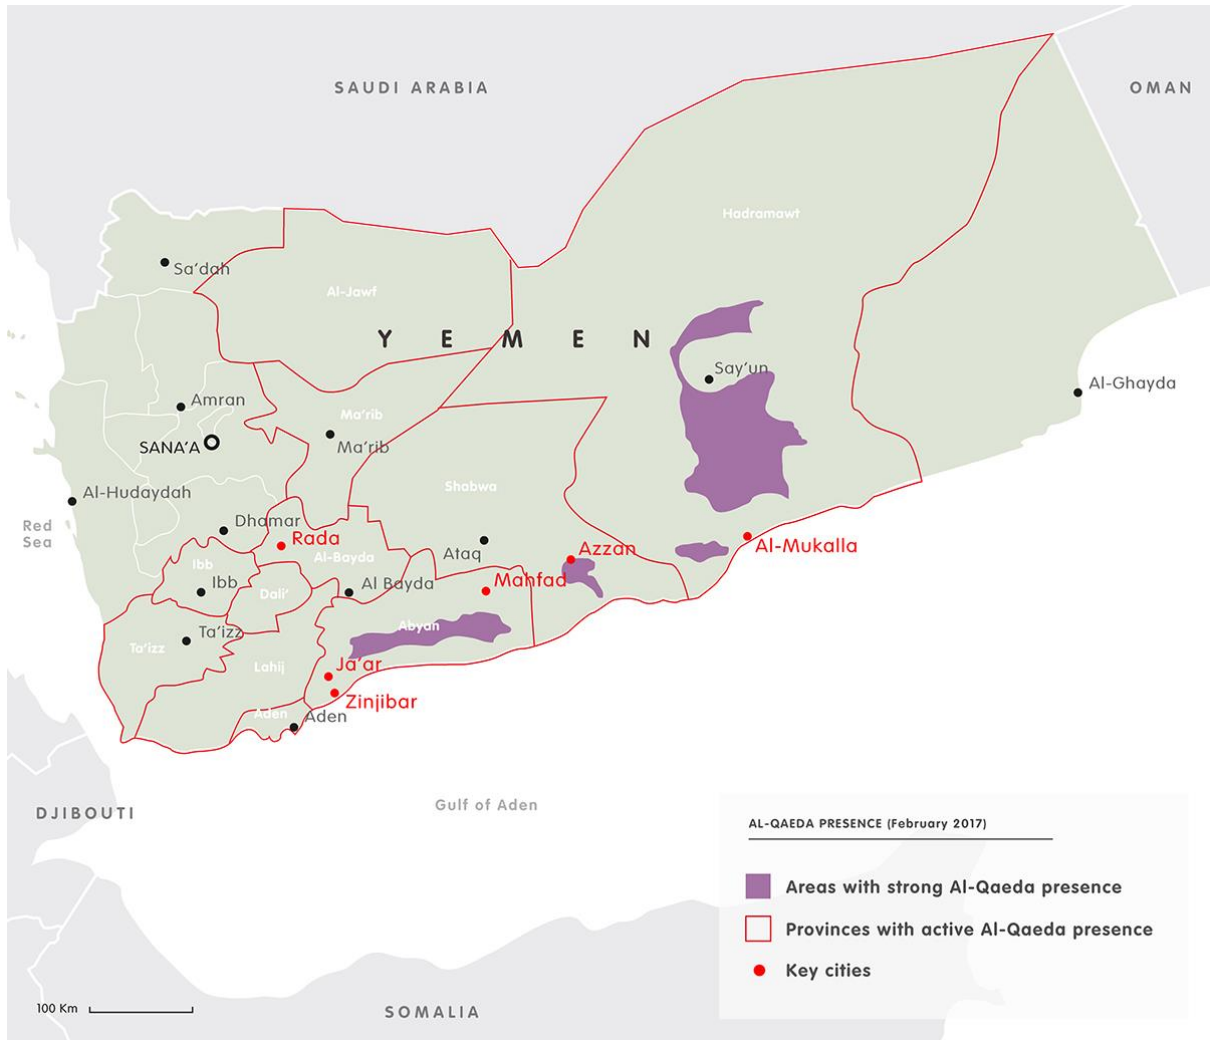 SAUDI ARABIA
OMAN
Hadramawt
Sa'dah
Al-Jawf
YEMEN
Say'un
Al-Ghayda
Amran
Ma'rib
SANA'A
Ma'rib
Shabwa
Al-Hudaydah
Red
Sea
Dhamar
Rada
Al-Bayda
Ataq
Azzan
Al-Mukalla
Ibb
Ibb
Dali'
Al Bayda
Mahfad
Abyan
Ta'izz
Ta'izz
Lahij
Ja'ar
Zinjibar
Aden
Aden
Gulf of Aden
DJIBOUTI
SOMALIA
100 Km
AL-QAEDA PRESENCE (February 2017)
Areas with strong Al-Qaeda presence
Provinces with active Al-Qaeda presence
Key cities